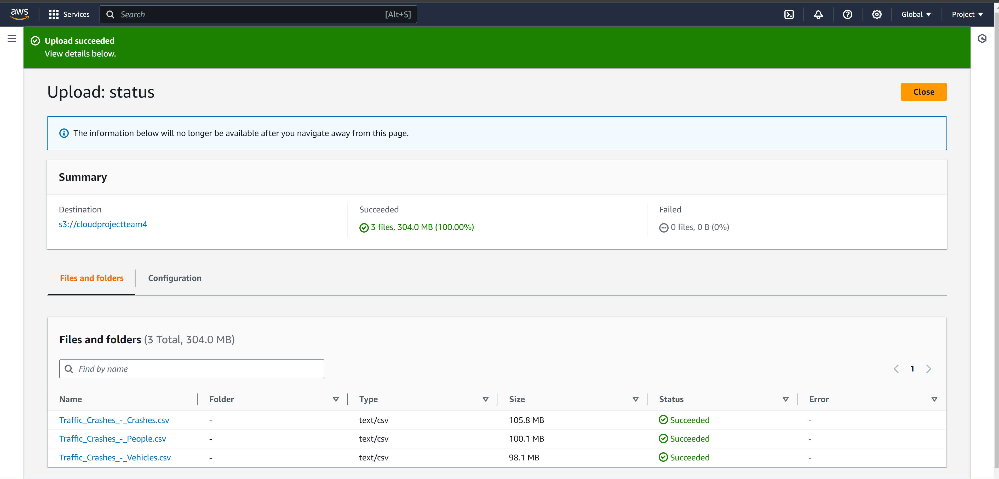 aws Services Search [Alt+S] Global Project
Upload succeeded
View details below.
Upload: status
Close
The information below will no longer be available after you navigate away from this page.
Summary
Destination Succeeded Failed
s3://cloudprojectteam4 3 files, 304.0 MB (100.00%) 0 files, 0 B (0%)
Files and folders Configuration
Files and folders (3 Total, 304.0 MB)
Find by name 1
Name Folder Type Size Status Error
Traffic_Crashes_-_Crashes.csv - text/csv 105.8 MB Succeeded -
Traffic_Crashes_-_People.csv - text/csv 100.1 MB Succeeded -
Traffic_Crashes_-_Vehicles.csv - text/csv 98.1 MB Succeeded -